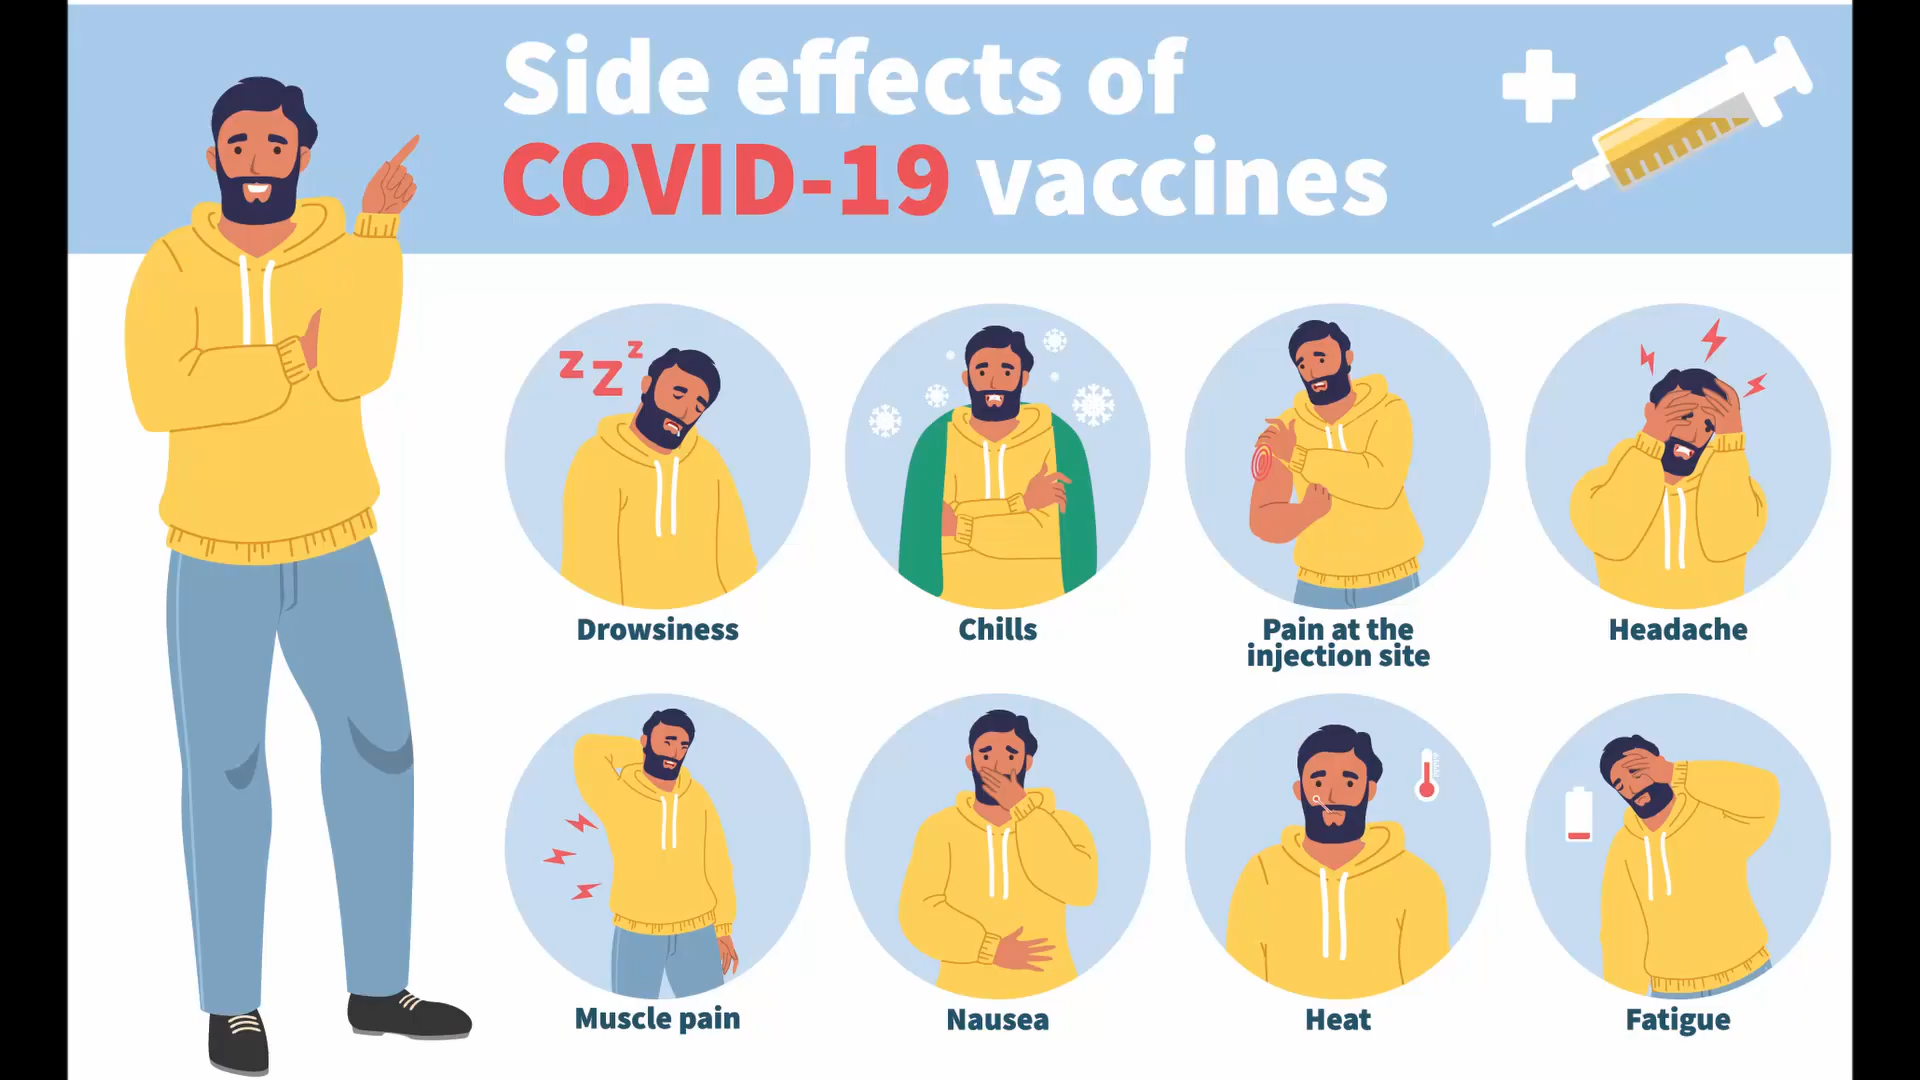 Side effects of
COVID-19 vaccines
z z z
Drowsiness
Chills
Pain at the
injection site
Headache
Muscle pain
Nausea
Heat
Fatigue